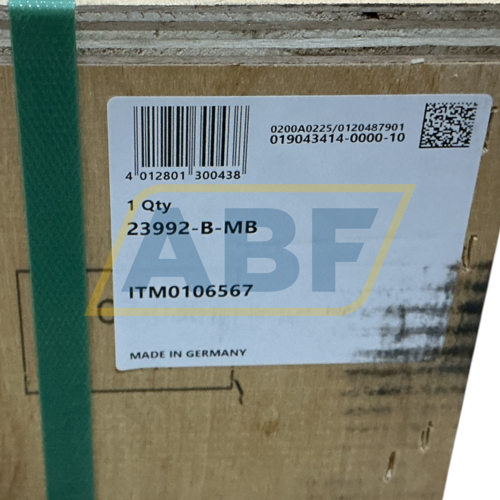 0200A0225/0120487901
019043414-0000-10
4 012801 300438
1 Qty
23992-B-MB
ABF
ITM0106567
MADE IN GERMANY